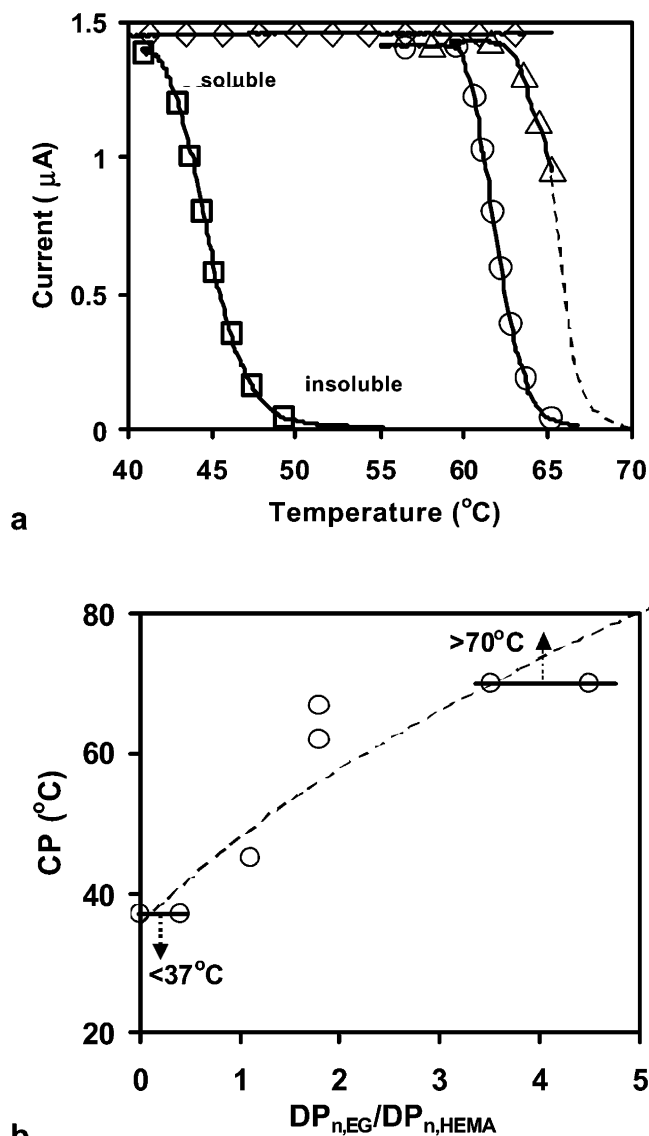 1.5
soluble
1
Current ( μA)
0.5
insoluble
0
40 45 50 55 60 65 70
Temperature (°C)
a
80
>70°C
60
CP (°C)
40
<37°C
20
0 1 2 3 4 5
DPn,EG/DPn,HEMA
b